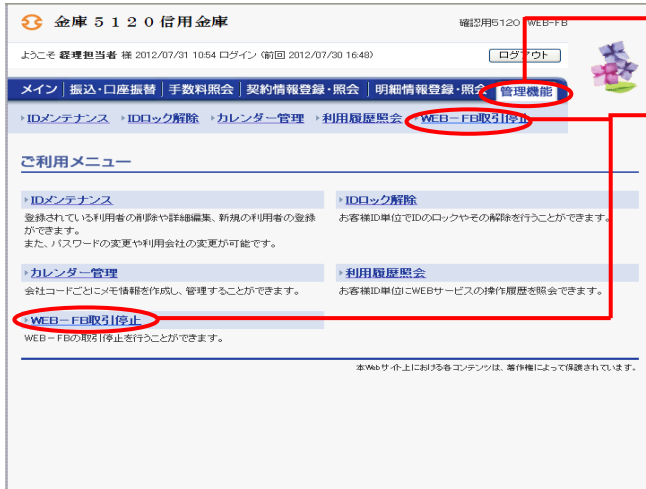 金庫５１２０信用金庫
確認用5120 WEB-FB
ようこそ 経理担当者 様 2012/07/31 10:54 ログイン (前回 2012/07/30 16:48)
ログアウト
メイン 振込・口座振替 手数料照会 契約情報登録・照会 明細情報登録・照会 管理機能
IDメンテナンス IDロック解除 カレンダー管理 利用履歴照会 WEB－FB取引停止
ご利用メニュー
IDメンテナンス
登録されている利用者の削除や詳細編集、新規の利用者の登録
ができます。
また、パスワードの変更や利用会社の変更が可能です。
IDロック解除
お客様ID単位でIDのロックやその解除を行うことができます。
カレンダー管理
会社コードごとにメモ情報を作成し、管理することができます。
利用履歴照会
お客様ID単位にWEBサービスの操作履歴を照会できます。
WEB－FB取引停止
WEB－FBの取引停止を行うことができます。
本Webサイト上における各コンテンツは、著作権によって保護されています。